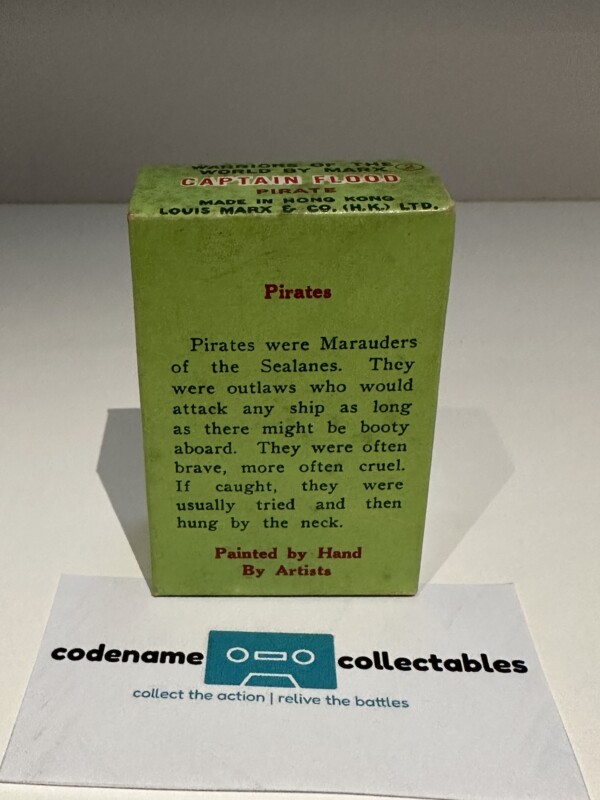 WARRIORS OF THE
WORLD BY MARX
CAPTAIN FLOOD
PIRATE
MADE IN HONG KONG
LOUIS MARX & CO. (H.K.) LTD.
Pirates
Pirates were Marauders
of the Sealanes. They
were outlaws who would
attack any ship as long
as there might be booty
aboard. They were often
brave, more often cruel.
If caught, they were
usually tried and then
hung by the neck.
Painted by Hand
By Artists
codename collectables
collect the action | relive the battles